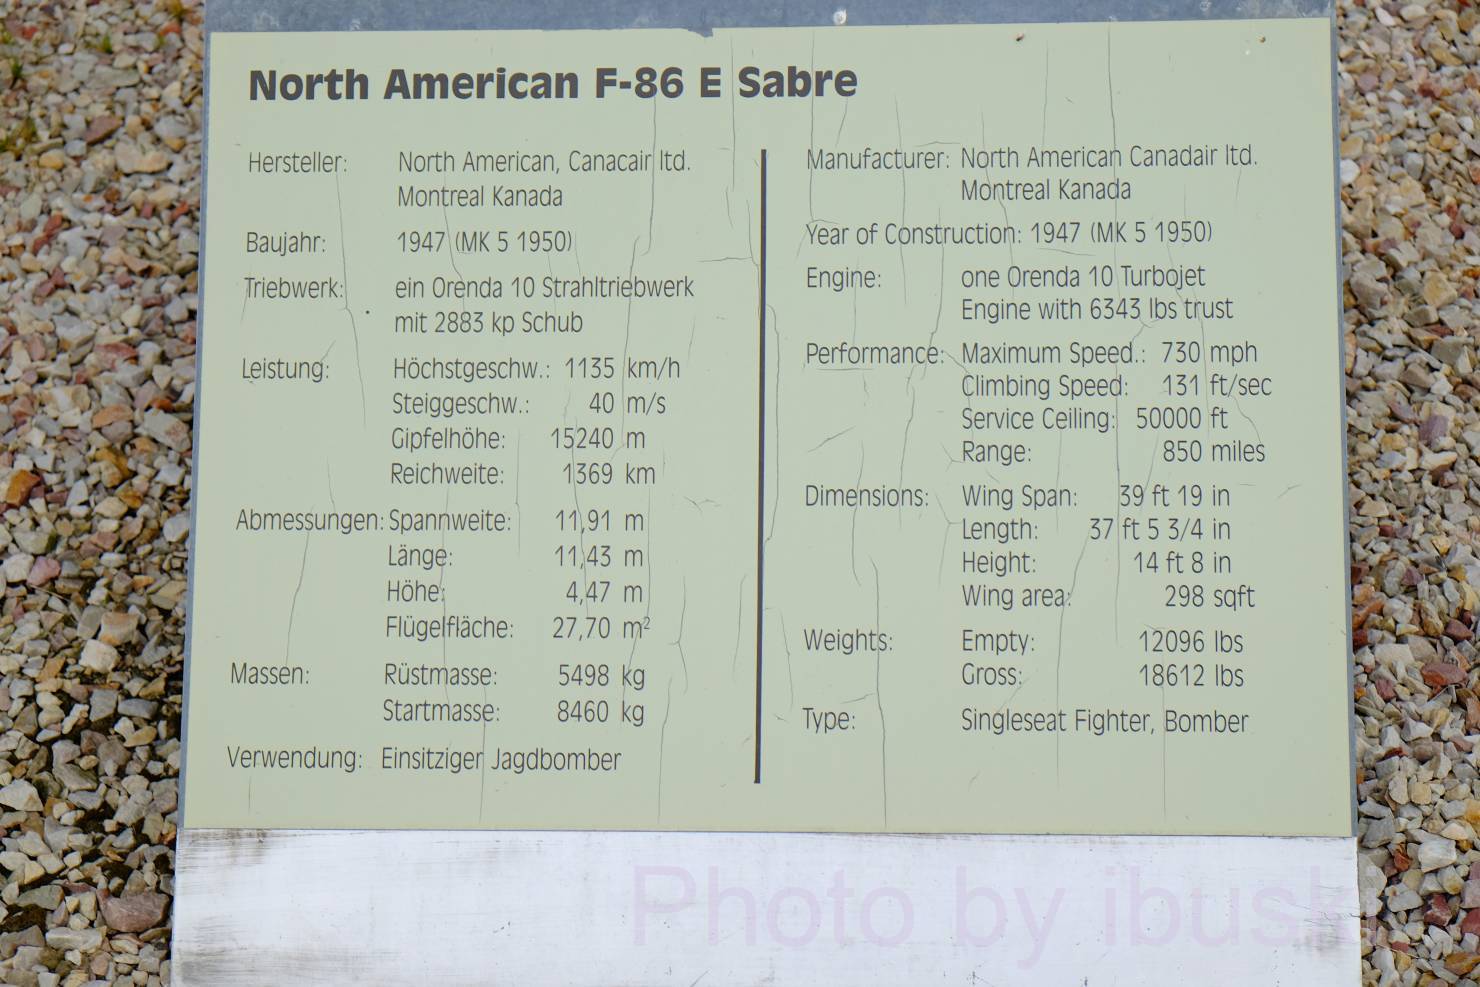 North American F-86 E Sabre
Hersteller: North American, Canacair ltd.
Montreal Kanada
Baujahr: 1947 (MK 5 1950)
Triebwerk: ein Orenda 10 Strahltriebwerk
mit 2883 kp Schub
Leistung: Höchstgeschw.: 1135 km/h
Steiggeschw.: 40 m/s
Gipfelhöhe: 15240 m
Reichweite: 1369 km
Abmessungen: Spannweite: 11,91 m
Länge: 11,43 m
Höhe: 4,47 m
Flügelfläche: 27,70 m²
Massen: Rüstmasse: 5498 kg
Startmasse: 8460 kg
Verwendung: Einsitziger Jagdbomber
Manufacturer: North American Canadair ltd.
Montreal Kanada
Year of Construction: 1947 (MK 5 1950)
Engine: one Orenda 10 Turbojet
Engine with 6343 lbs trust
Performance: Maximum Speed.: 730 mph
Climbing Speed: 131 ft/sec
Service Ceiling: 50000 ft
Range: 850 miles
Dimensions: Wing Span: 39 ft 19 in
Length: 37 ft 5 3/4 in
Height: 14 ft 8 in
Wing area: 298 sqft
Weights: Empty: 12096 lbs
Gross: 18612 lbs
Type: Singleseat Fighter, Bomber
Photo by ibuski